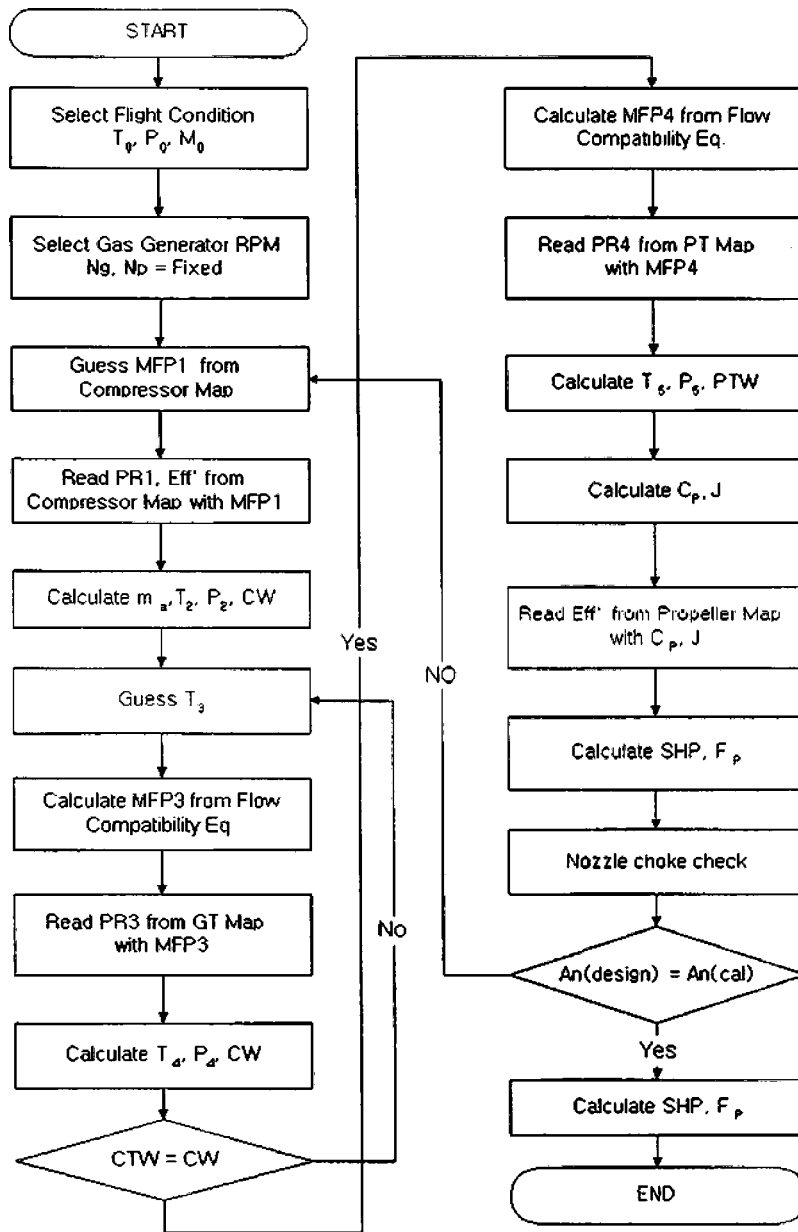 START
Select Flight Condition
T₀, P₀, M₀
Select Gas Generator RPM
Ng, Np = Fixed
Guess MFP1 from
Compressor Map
Read PR1, Eff' from
Compressor Map with MFP1
Calculate m ₐ,T₂, P₂, CW
Guess T₃
Calculate MFP3 from Flow
Compatibility Eq
Read PR3 from GT Map
with MFP3
Calculate T₄, P₄, CW
CTW = CW
No
Yes
Calculate MFP4 from Flow
Compatibility Eq.
Read PR4 from PT Map
with MFP4
Calculate T₅, P₅, PTW
Calculate Cₚ, J
Read Eff' from Propeller Map
with Cₚ, J
Calculate SHP, Fₚ
Nozzle choke check
An(design) = An(cal)
NO
Yes
Calculate SHP, Fₚ
END